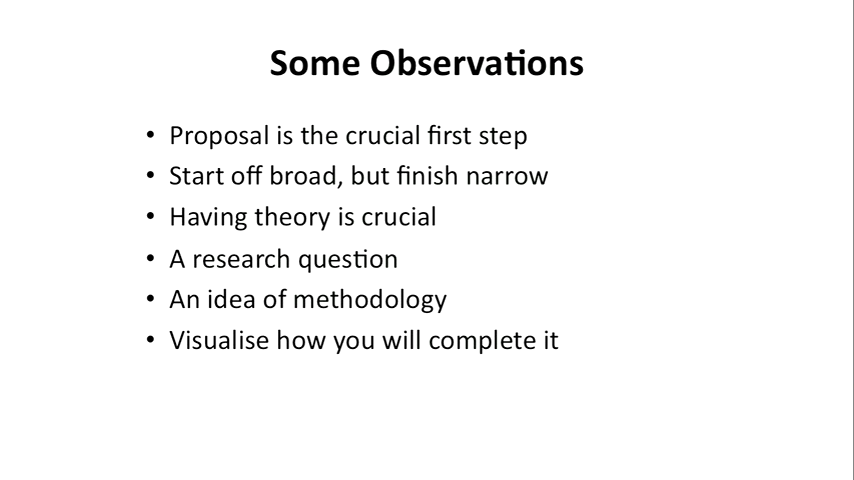 Some Observations
• Proposal is the crucial first step
• Start off broad, but finish narrow
• Having theory is crucial
• A research question
• An idea of methodology
• Visualise how you will complete it